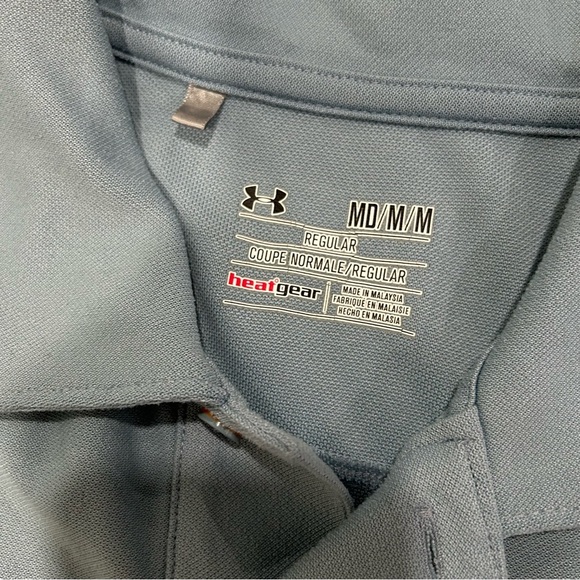 MD/M/M
REGULAR
COUPE NORMALE/REGULAR
heatgear
MADE IN MALAYSIA
FABRIQUÉ EN MALAISIE
HECHO EN MALASIA